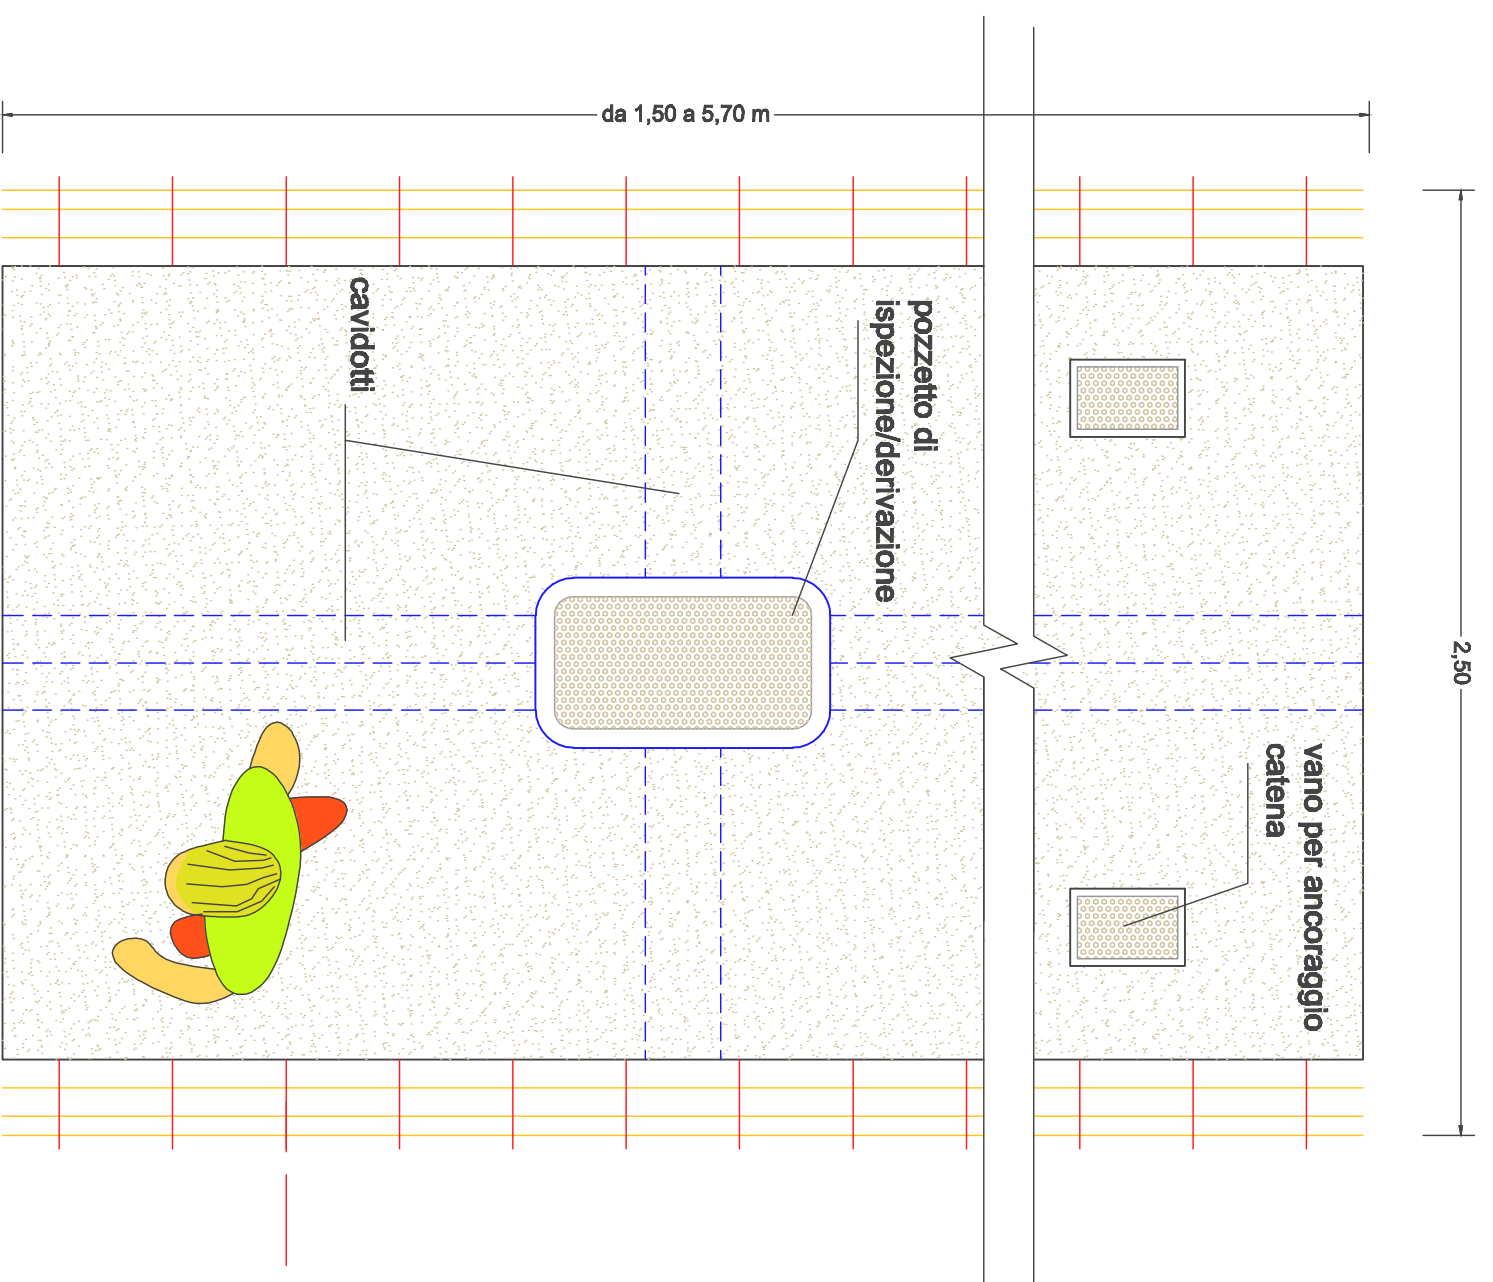 da 1,50 a 5,70 m
cavidotti
pozzetto di
ispezione/derivazione
2,50
vano per ancoraggio
catena